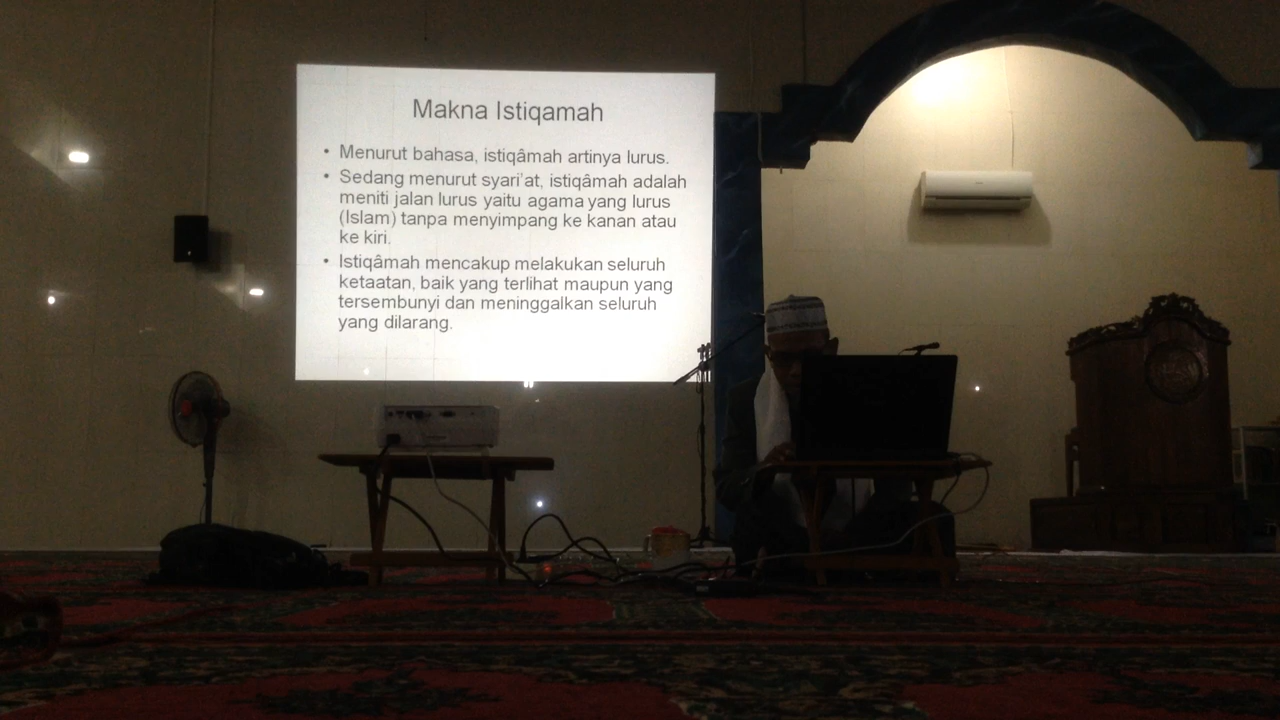 Makna Istiqamah
• Menurut bahasa, istiqâmah artinya lurus.
• Sedang menurut syari'at, istiqâmah adalah
meniti jalan lurus yaitu agama yang lurus
(Islam) tanpa menyimpang ke kanan atau
ke kiri.
• Istiqâmah mencakup melakukan seluruh
ketaatan, baik yang terlihat maupun yang
tersembunyi dan meninggalkan seluruh
yang dilarang.